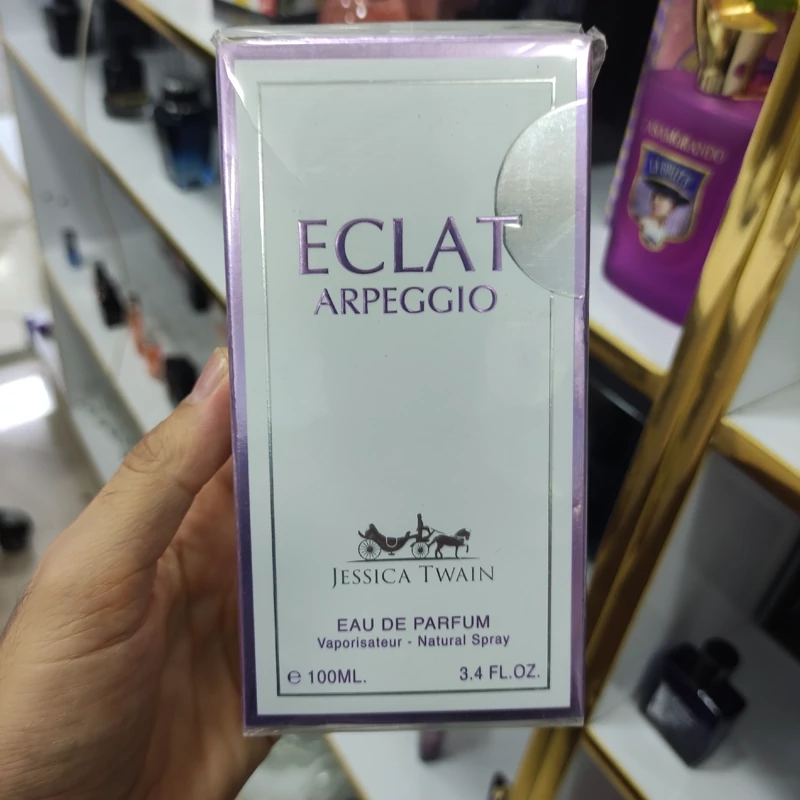 ECLAT
ARPEGGIO
JESSICA TWAIN
EAU DE PARFUM
Vaporisateur - Natural Spray
e 100ML.
3.4 FL.OZ.